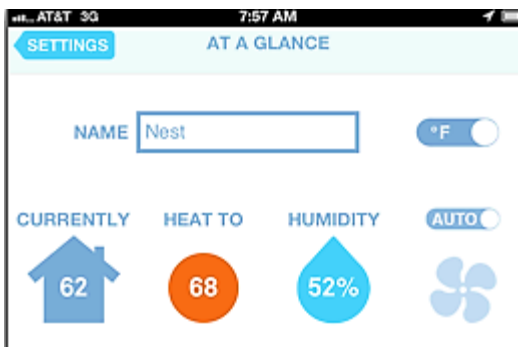 AT&T 3G 7:57 AM
SETTINGS AT A GLANCE
NAME Nest °F
CURRENTLY HEAT TO HUMIDITY AUTO
62 68 52%